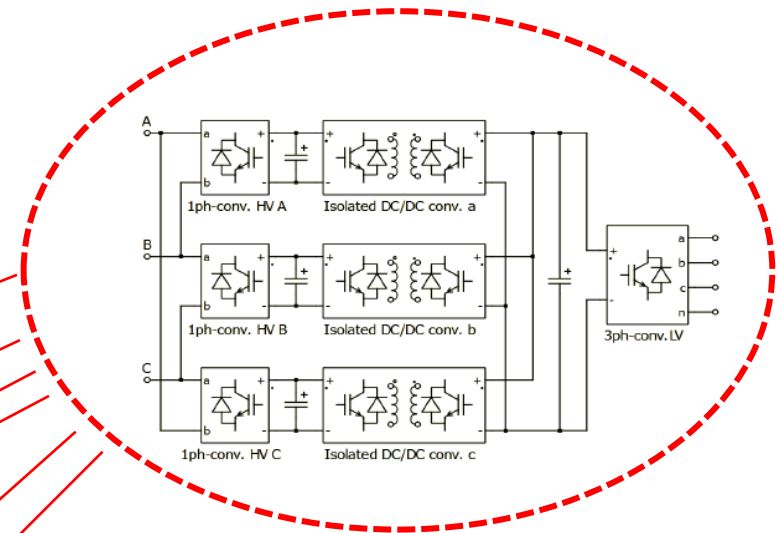 A
a + + +
b - - -
1ph-conv. HV A Isolated DC/DC conv. a
B
a + + +
b - - -
1ph-conv. HV B Isolated DC/DC conv. b
C
a + + +
b - - -
1ph-conv. HV C Isolated DC/DC conv. c
+
+ a
b
c
- n
3ph-conv. LV